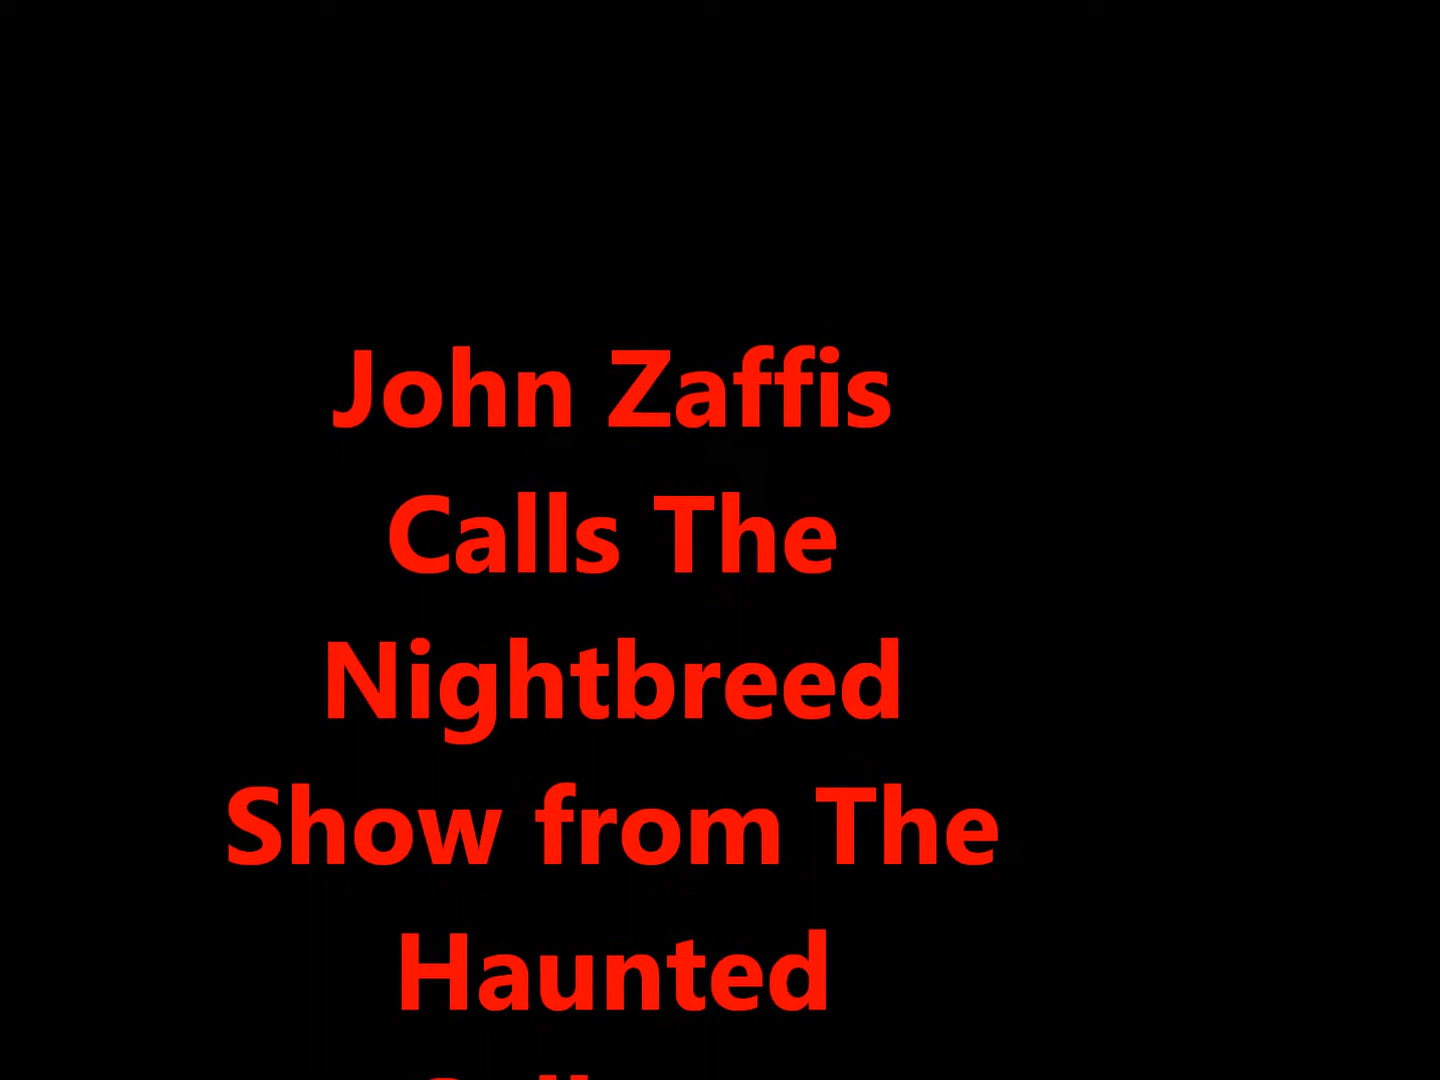 John Zaffis
Calls The
Nightbreed
Show from The
Haunted